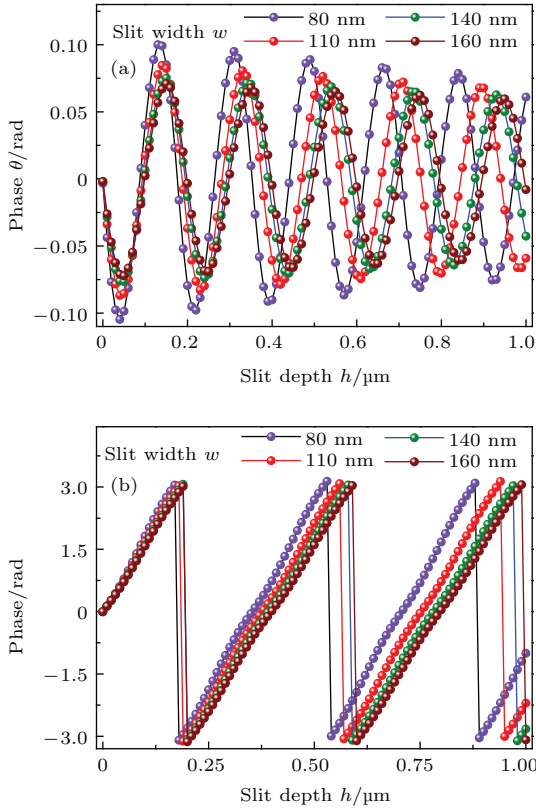 Slit width w
80 nm
140 nm
110 nm
160 nm
(a)
0.10
0.05
0
−0.05
−0.10
Phase θ/rad
0 0.2 0.4 0.6 0.8 1.0
Slit depth h/µm
Slit width w
80 nm
140 nm
110 nm
160 nm
(b)
3.0
1.5
0
−1.5
−3.0
Phase/rad
0 0.25 0.50 0.75 1.00
Slit depth h/µm